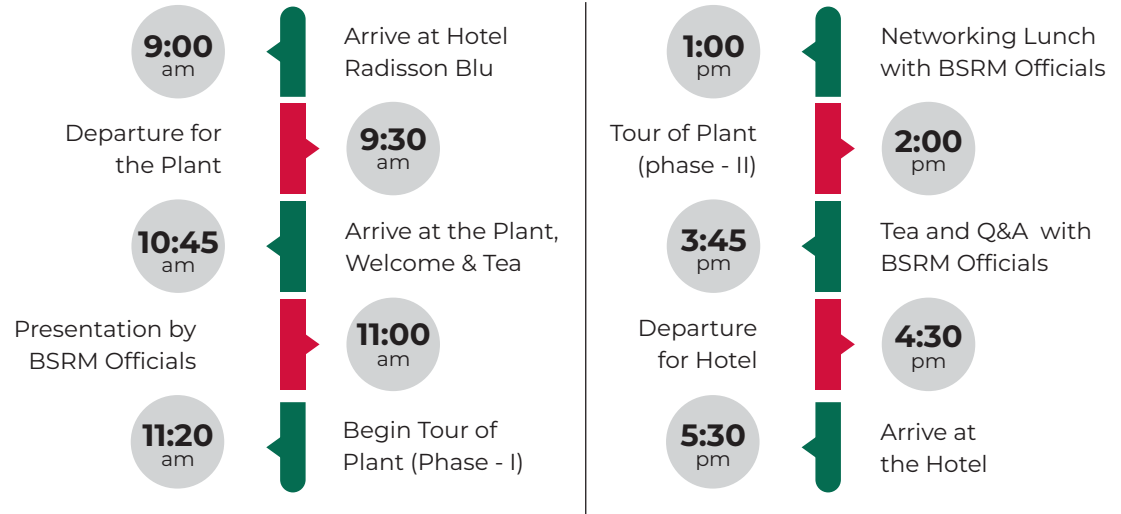 9:00
am
Arrive at Hotel
Radisson Blu
Departure for
the Plant
9:30
am
10:45
am
Arrive at the Plant,
Welcome & Tea
Presentation by
BSRM Officials
11:00
am
11:20
am
Begin Tour of
Plant (Phase - I)
1:00
pm
Networking Lunch
with BSRM Officials
Tour of Plant
(phase - II)
2:00
pm
3:45
pm
Tea and Q&A with
BSRM Officials
Departure
for Hotel
4:30
pm
5:30
pm
Arrive at
the Hotel